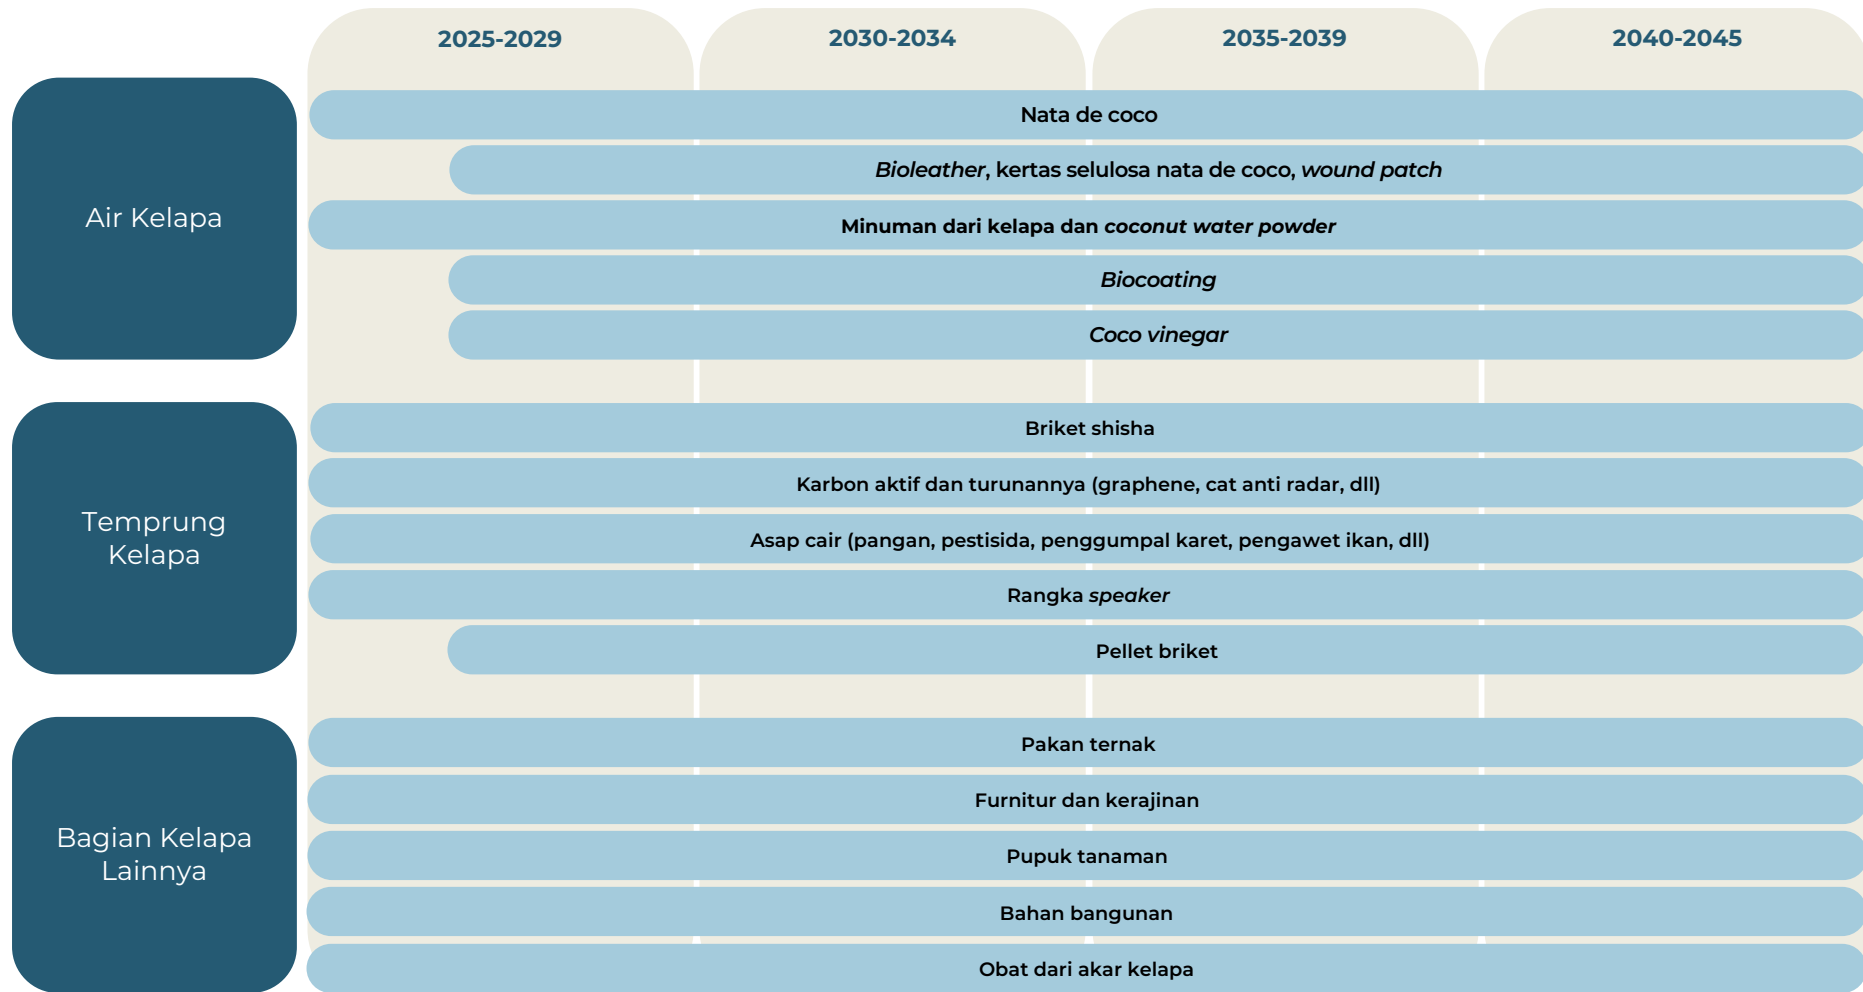 2025-2029
2030-2034
2035-2039
2040-2045
Air Kelapa
Nata de coco
Bioleather, kertas selulosa nata de coco, wound patch
Minuman dari kelapa dan coconut water powder
Biocoating
Coco vinegar
Temprung
Kelapa
Briket shisha
Karbon aktif dan turunannya (graphene, cat anti radar, dll)
Asap cair (pangan, pestisida, penggumpal karet, pengawet ikan, dll)
Rangka speaker
Pellet briket
Bagian Kelapa
Lainnya
Pakan ternak
Furnitur dan kerajinan
Pupuk tanaman
Bahan bangunan
Obat dari akar kelapa